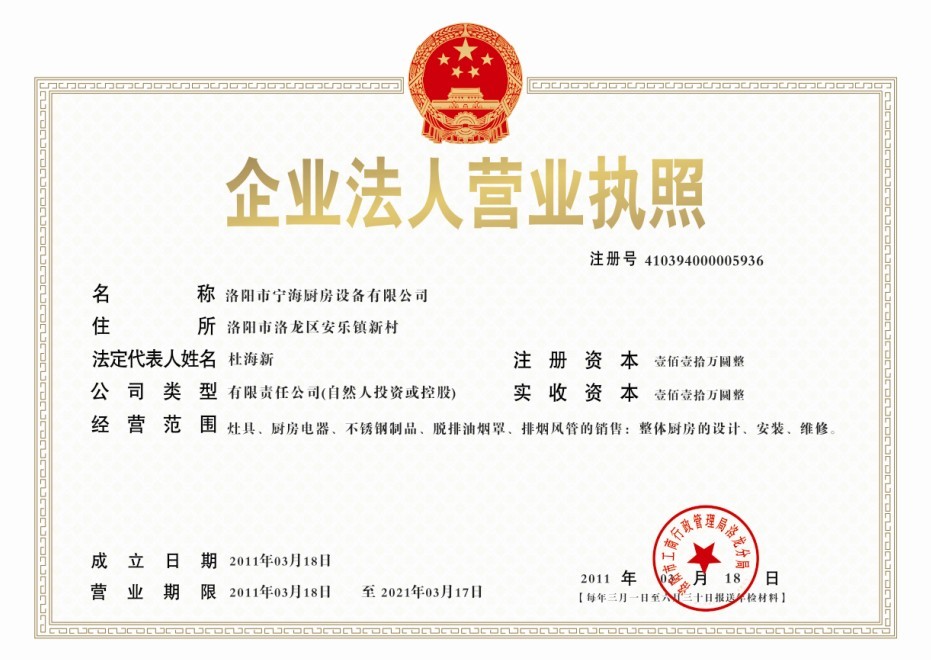 企业法人营业执照
注册号 410394000005936
名称 洛阳市宁海厨房设备有限公司
住所 洛阳市洛龙区安乐镇新村
法定代表人姓名 杜海新 注册资本 壹佰壹拾万圆整
公司类型 有限责任公司(自然人投资或控股) 实收资本 壹佰壹拾万圆整
经营范围 灶具、厨房电器、不锈钢制品、脱排油烟罩、排烟风管的销售；整体厨房的设计、安装、维修。
洛阳市工商行政管理局洛龙分局
成立日期 2011年03月18日
2011 年 03 月 18 日
营业期限 2011年03月18日 至 2021年03月17日
【每年三月一日至六月三十日报送年检材料】